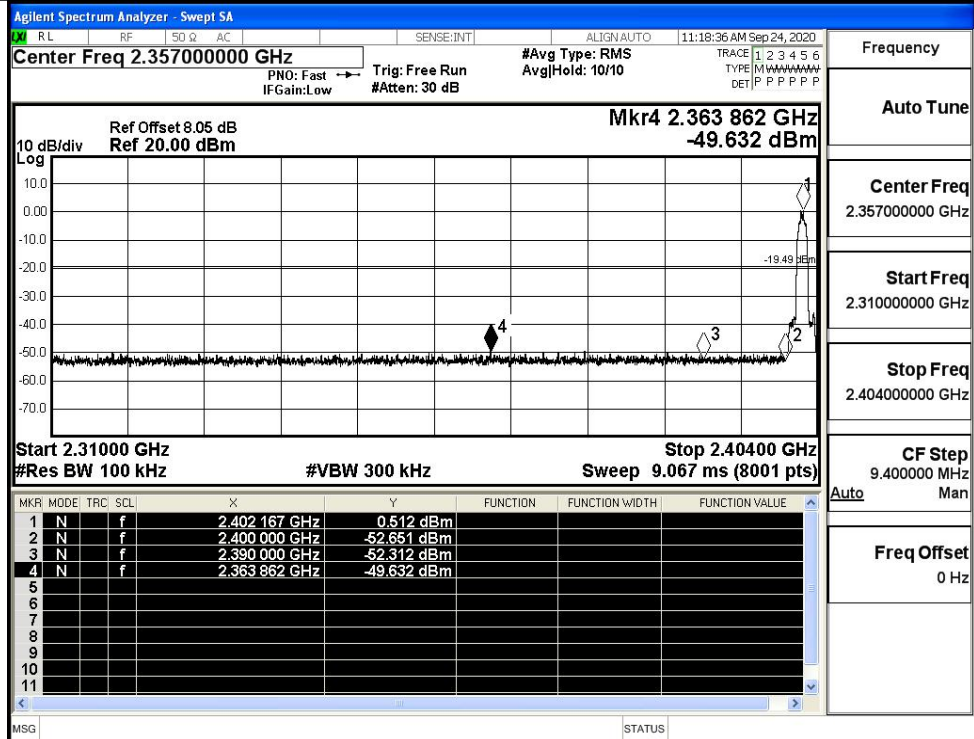 Agilent Spectrum Analyzer - Swept SA
LXI RL RF 50 Ω AC SENSE:INT ALIGN AUTO 11:18:36 AM Sep 24, 2020
Center Freq 2.357000000 GHz
PNO: Fast
IFGain:Low
Trig: Free Run
#Atten: 30 dB
#Avg Type: RMS
Avg|Hold: 10/10
TRACE 1 2 3 4 5 6
TYPE M W W W W W
DET P P P P P P
Mkr4 2.363 862 GHz
-49.632 dBm
Ref Offset 8.05 dB
10 dB/div Ref 20.00 dBm
Log
10.0
0.00
-10.0
-20.0
-30.0
-40.0
-50.0
-60.0
-70.0
1
-19.49 dBm
4
3
2
Start 2.31000 GHz Stop 2.40400 GHz
#Res BW 100 kHz #VBW 300 kHz Sweep 9.067 ms (8001 pts)
MKR MODE TRC SCL X Y FUNCTION FUNCTION WIDTH FUNCTION VALUE
1 N f 2.402 167 GHz 0.512 dBm
2 N f 2.400 000 GHz -52.651 dBm
3 N f 2.390 000 GHz -52.312 dBm
4 N f 2.363 862 GHz -49.632 dBm
5
6
7
8
9
10
11
MSG STATUS
Frequency
Auto Tune
Center Freq
2.357000000 GHz
Start Freq
2.310000000 GHz
Stop Freq
2.404000000 GHz
CF Step
9.400000 MHz
Auto Man
Freq Offset
0 Hz